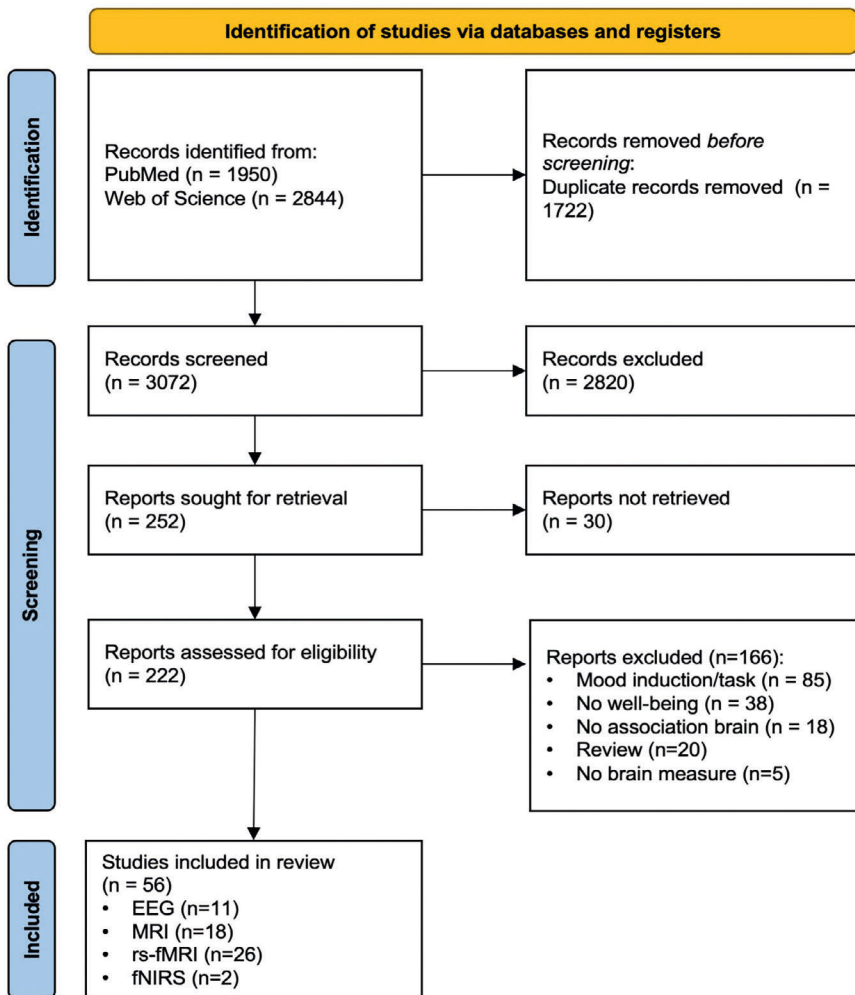 Identification of studies via databases and registers
Identification
Records identified from:
PubMed (n = 1950)
Web of Science (n = 2844)
Records removed before
screening:
Duplicate records removed (n =
1722)
Screening
Records screened
(n = 3072)
Records excluded
(n = 2820)
Reports sought for retrieval
(n = 252)
Reports not retrieved
(n = 30)
Reports assessed for eligibility
(n = 222)
Reports excluded (n=166):
• Mood induction/task (n = 85)
• No well-being (n = 38)
• No association brain (n = 18)
• Review (n=20)
• No brain measure (n=5)
Included
Studies included in review
(n = 56)
• EEG (n=11)
• MRI (n=18)
• rs-fMRI (n=26)
• fNIRS (n=2)